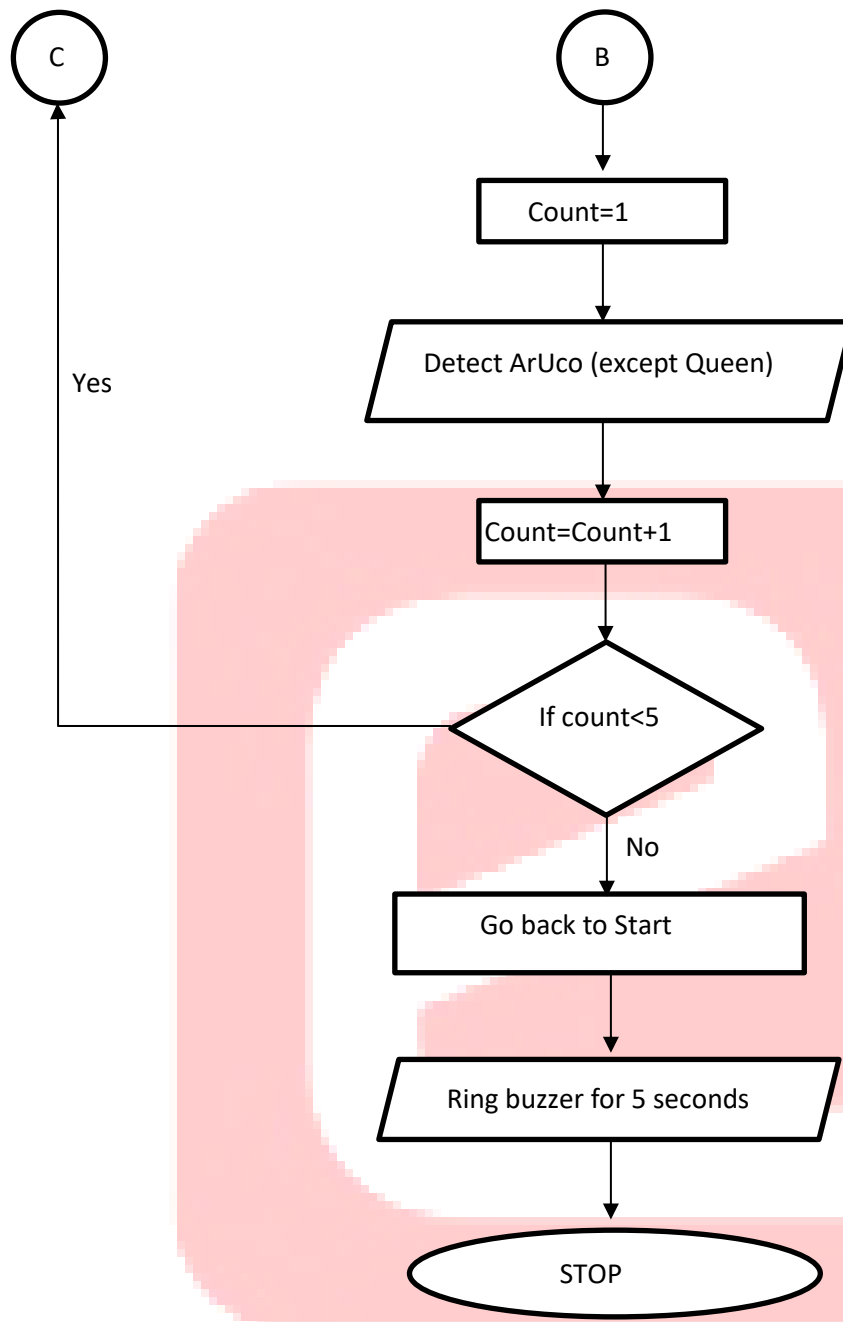 C
B
Count=1
Detect ArUco (except Queen)
Yes
Count=Count+1
If count<5
No
Go back to Start
Ring buzzer for 5 seconds
STOP